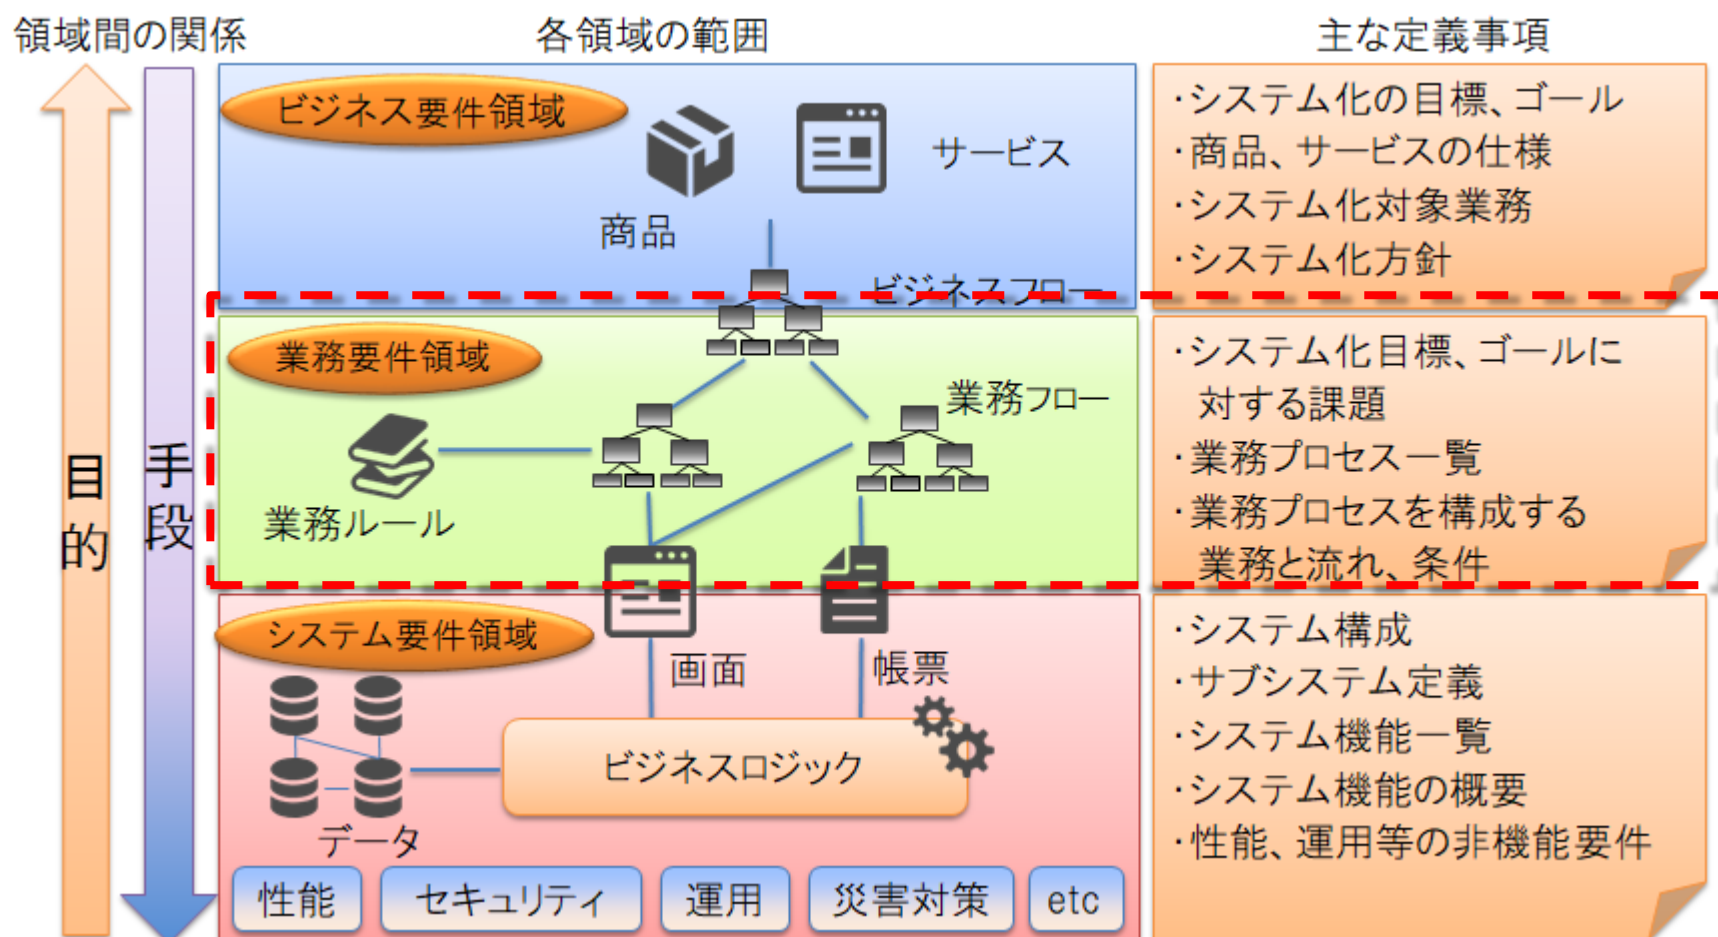 領域間の関係
各領域の範囲
主な定義事項
目的
手段
ビジネス要件領域
商品
サービス
ビジネスフロー
・システム化の目標、ゴール
・商品、サービスの仕様
・システム化対象業務
・システム化方針
業務要件領域
業務フロー
業務ルール
・システム化目標、ゴールに
対する課題
・業務プロセス一覧
・業務プロセスを構成する
業務と流れ、条件
システム要件領域
画面
帳票
ビジネスロジック
データ
性能
セキュリティ
運用
災害対策
etc
・システム構成
・サブシステム定義
・システム機能一覧
・システム機能の概要
・性能、運用等の非機能要件